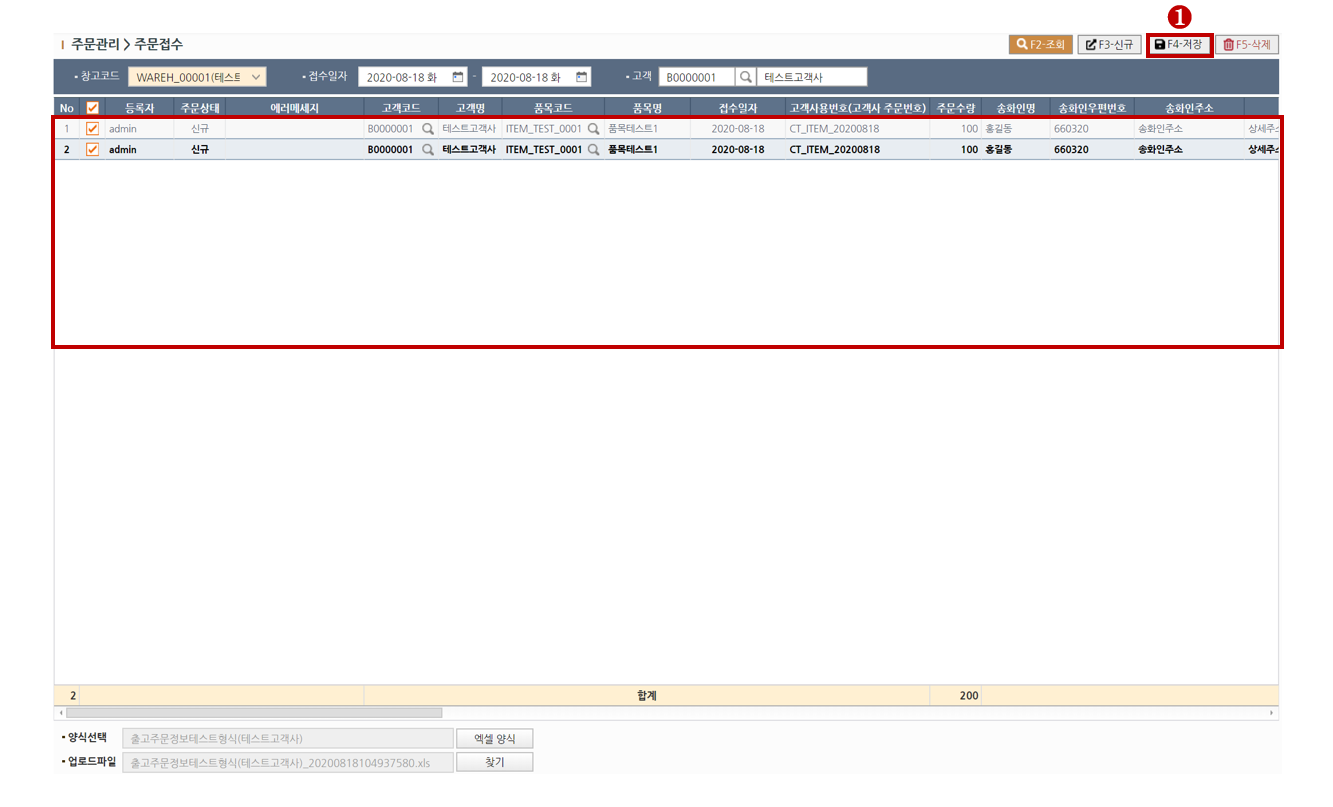 1
주문관리 > 주문접수 F2-조회 F3-신규 F4-저장 F5-삭제
창고코드 WAREH_00001(테스트 접수일자 2020-08-18 화 - 2020-08-18 화 고객 B0000001 테스트고객사
No 등록자 주문상태 에러메세지 고객코드 고객명 품목코드 품목명 접수일자 고객사용번호(고객사 주문번호) 주문수량 송화인명 송화인우편번호 송화인주소
1 admin 신규 B0000001 테스트고객사 ITEM_TEST_0001 품목테스트1 2020-08-18 CT_ITEM_20200818 100 홍길동 660320 송화인주소 상세주소
2 admin 신규 B0000001 테스트고객사 ITEM_TEST_0001 품목테스트1 2020-08-18 CT_ITEM_20200818 100 홍길동 660320 송화인주소 상세주소
2 합계 200
양식선택 출고주문정보테스트형식(테스트고객사) 엑셀 양식
업로드파일 출고주문정보테스트형식(테스트고객사)_20200818104937580.xls 찾기